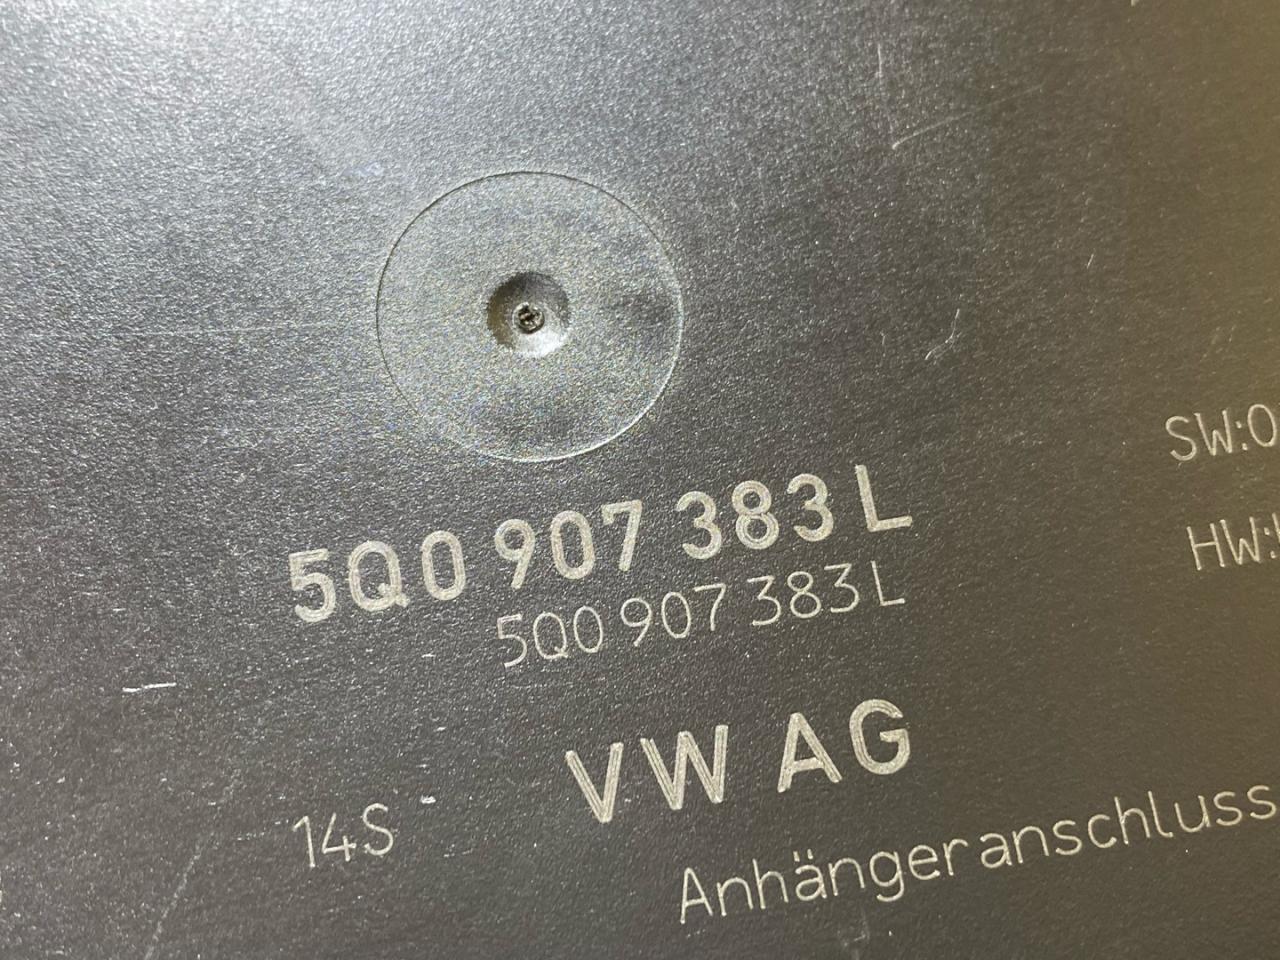 5Q0 907 383 L
5Q0 907 383 L
VW AG
14S
Anhängeranschluss
SW:0
HW: